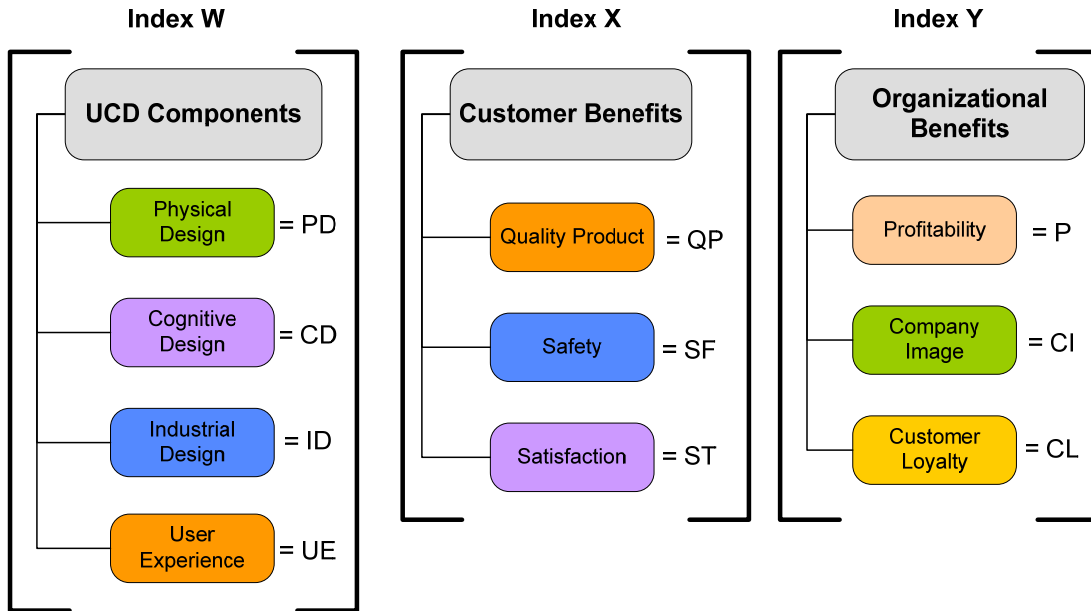 Index W
UCD Components
Physical
Design
= PD
Cognitive
Design
= CD
Industrial
Design
= ID
User
Experience
= UE
Index X
Customer Benefits
Quality Product
= QP
Safety
= SF
Satisfaction
= ST
Index Y
Organizational
Benefits
Profitability
= P
Company
Image
= CI
Customer
Loyalty
= CL